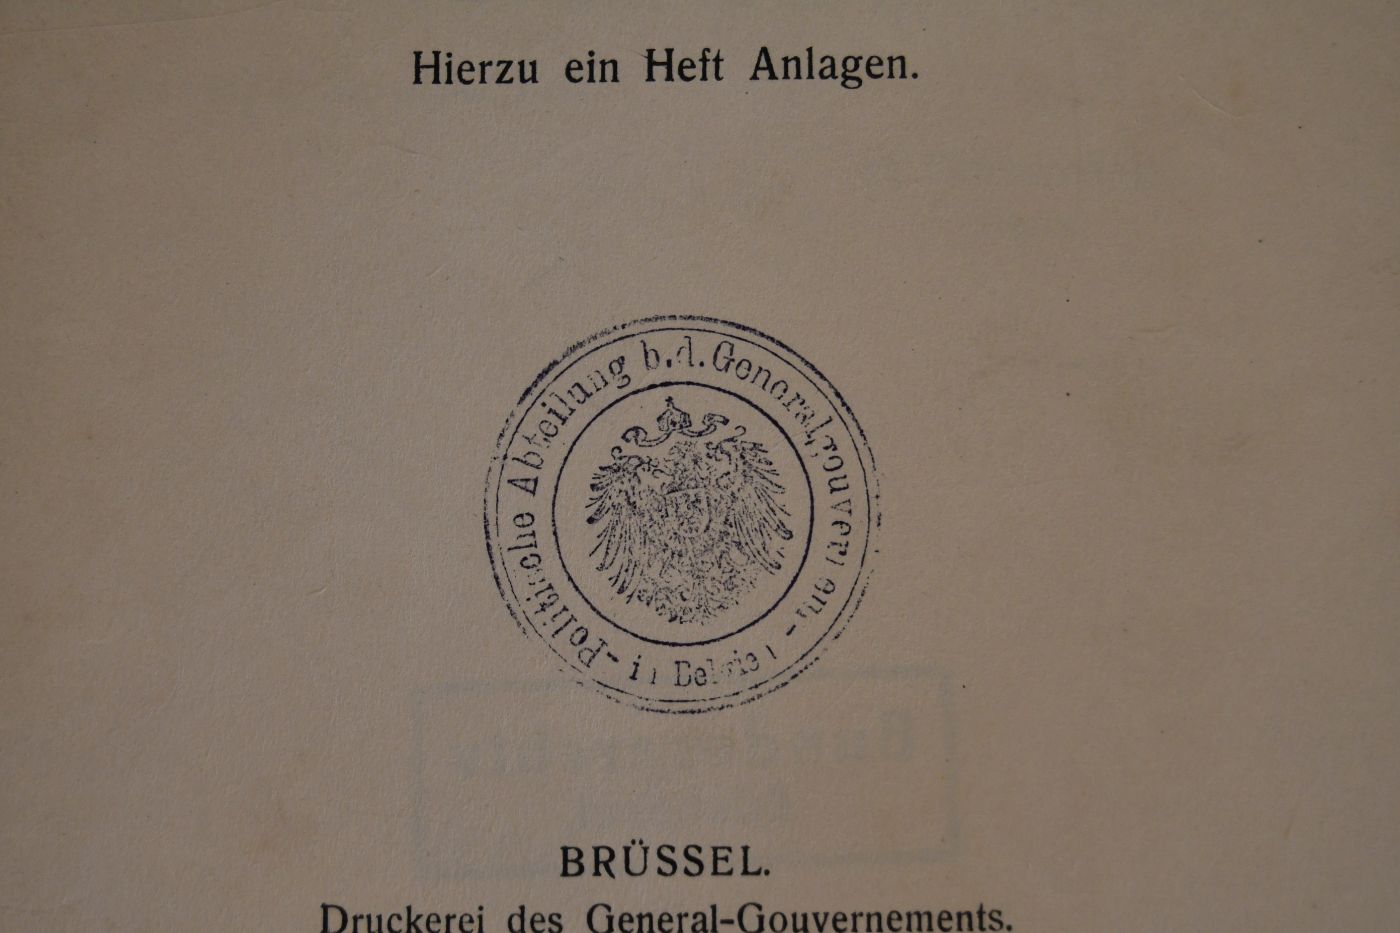 Hierzu ein Heft Anlagen.
Politische Abteilung b. d. Generalgouvernement - in Belgien -
BRÜSSEL.
Druckerei des General-Gouvernements.